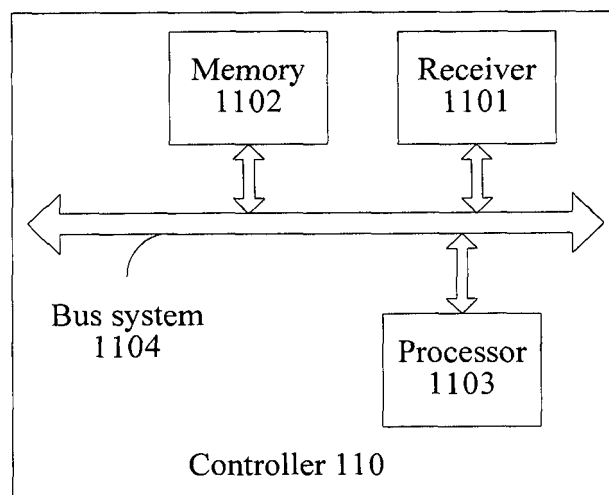 Memory
1102
Receiver
1101
Bus system
1104
Processor
1103
Controller 110